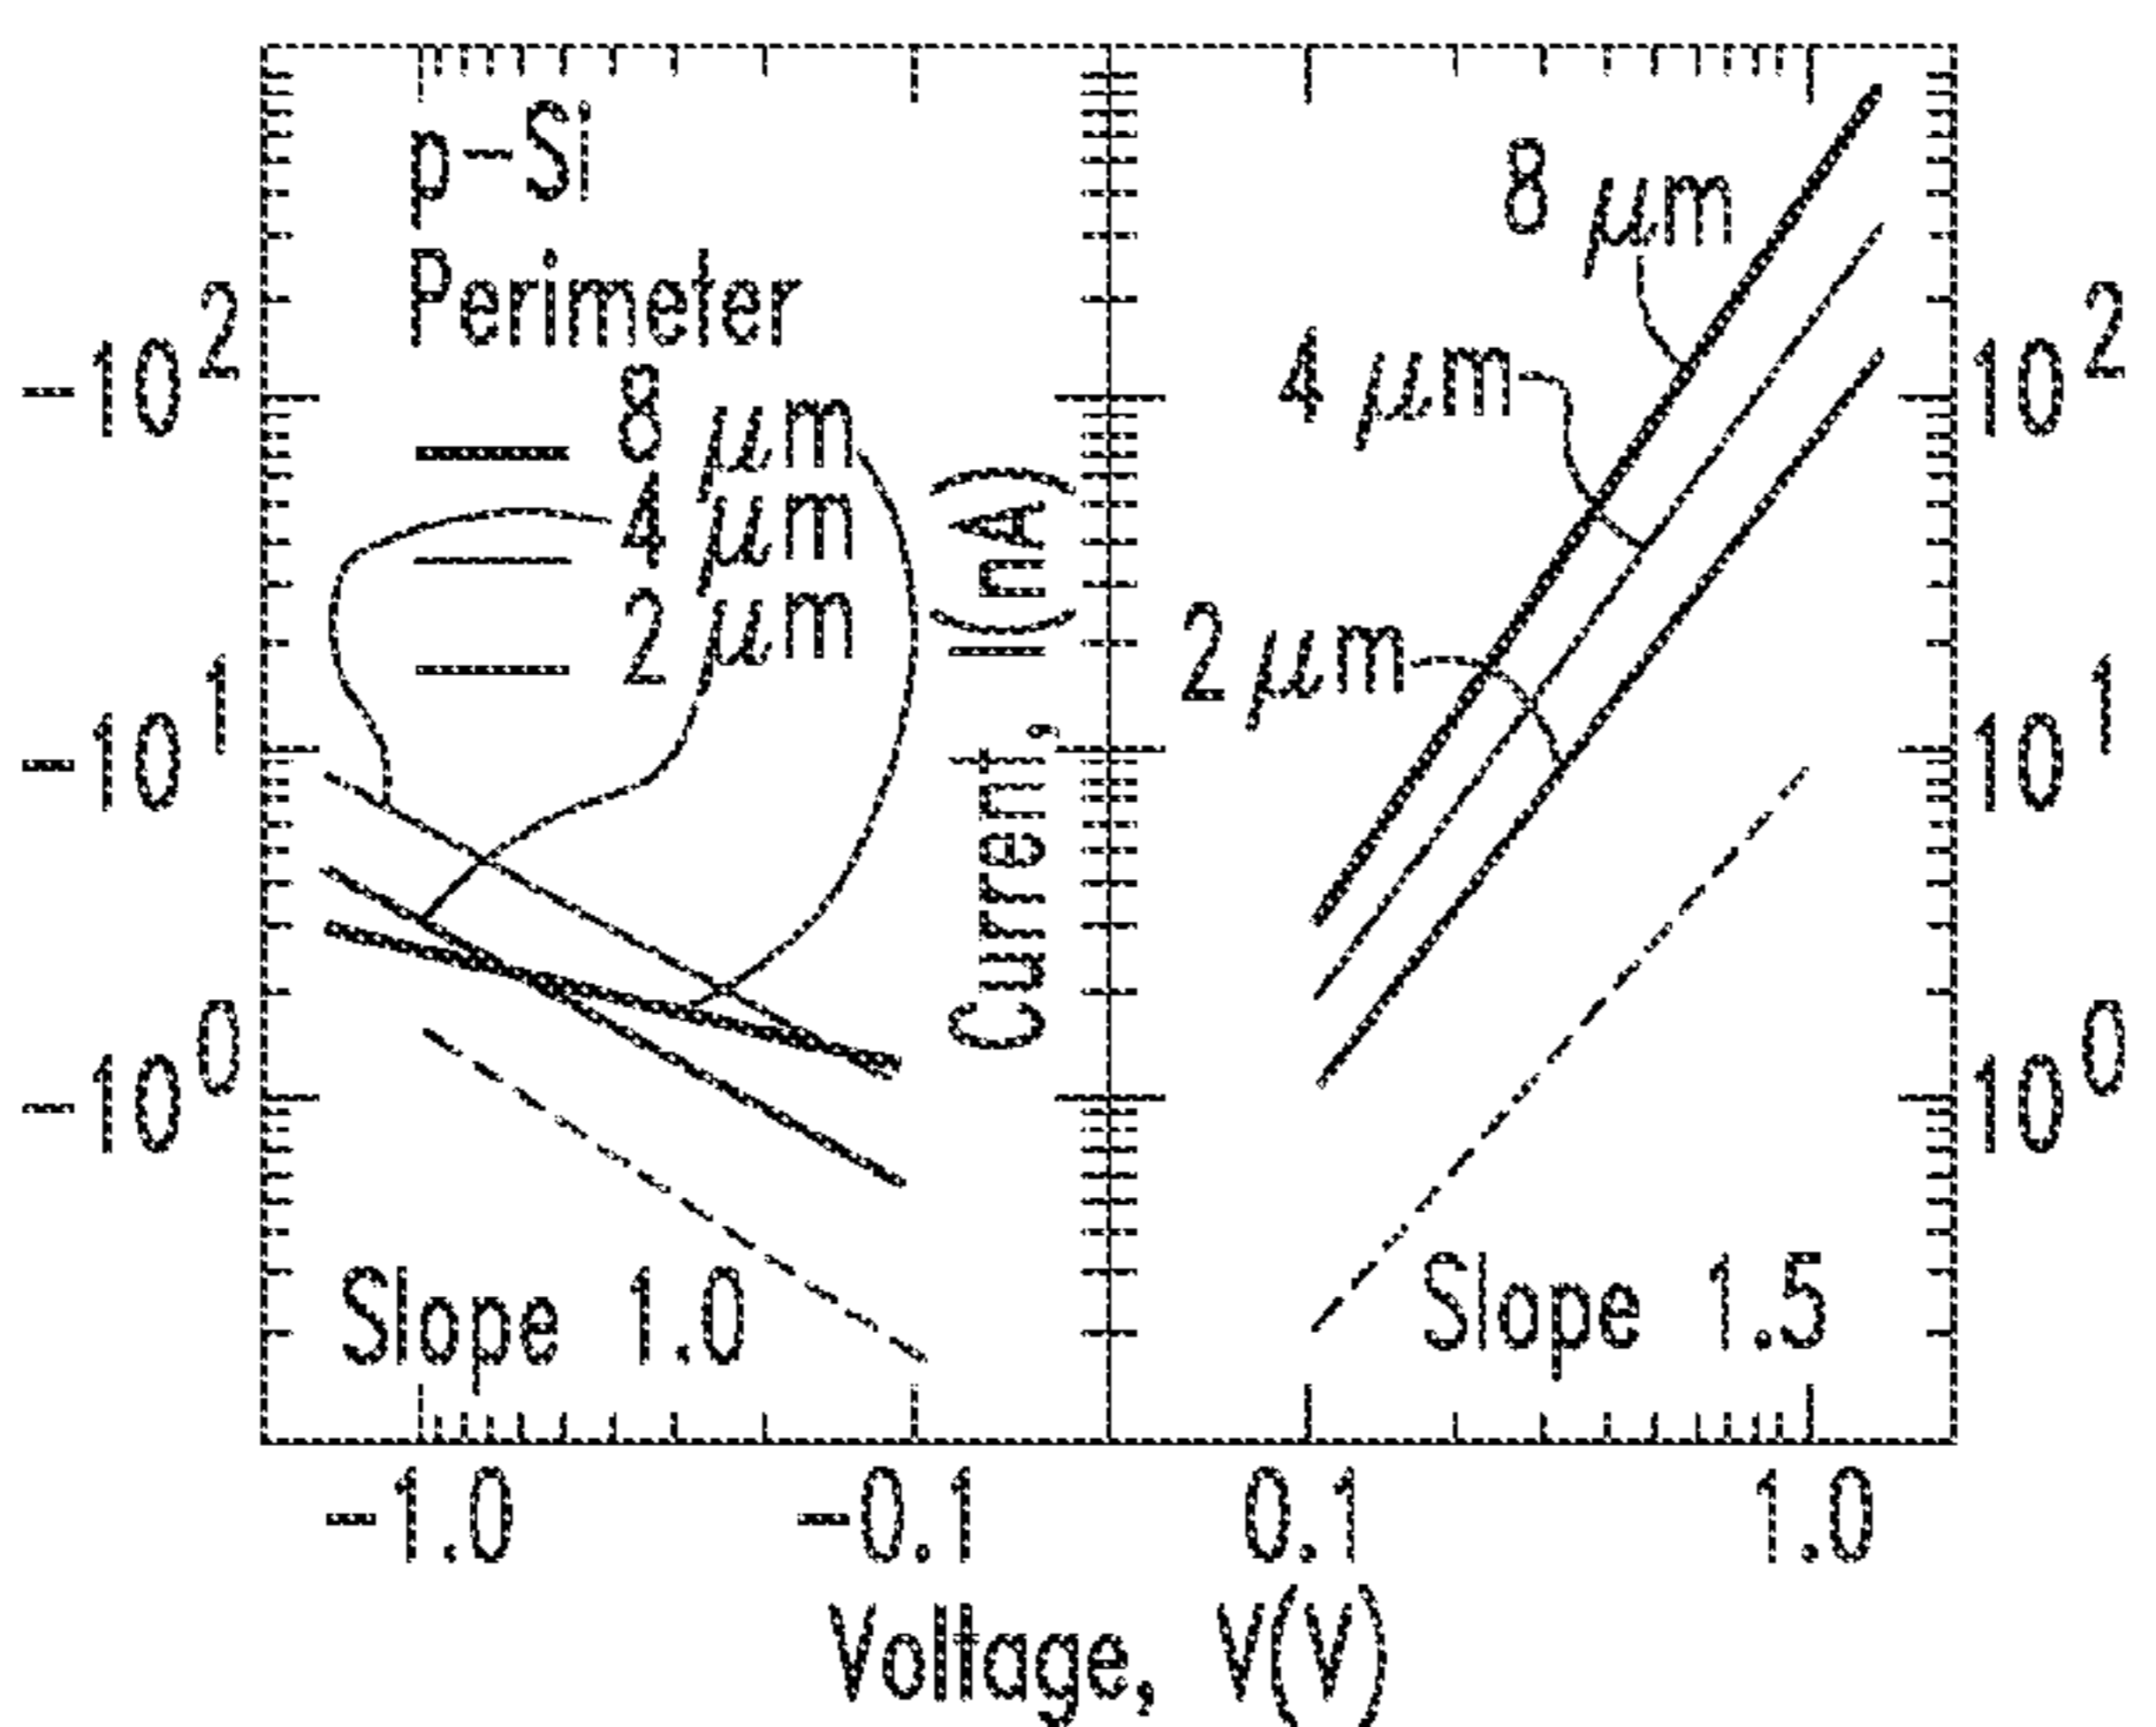 p-Si
Perimeter
8 μm
4 μm
2 μm
8 μm
4 μm
2 μm
-10²
-10¹
-10⁰
10²
10¹
10⁰
Current, I(nA)
Slope 1.0
Slope 1.5
-1.0
-0.1
0.1
1.0
Voltage, V(V)